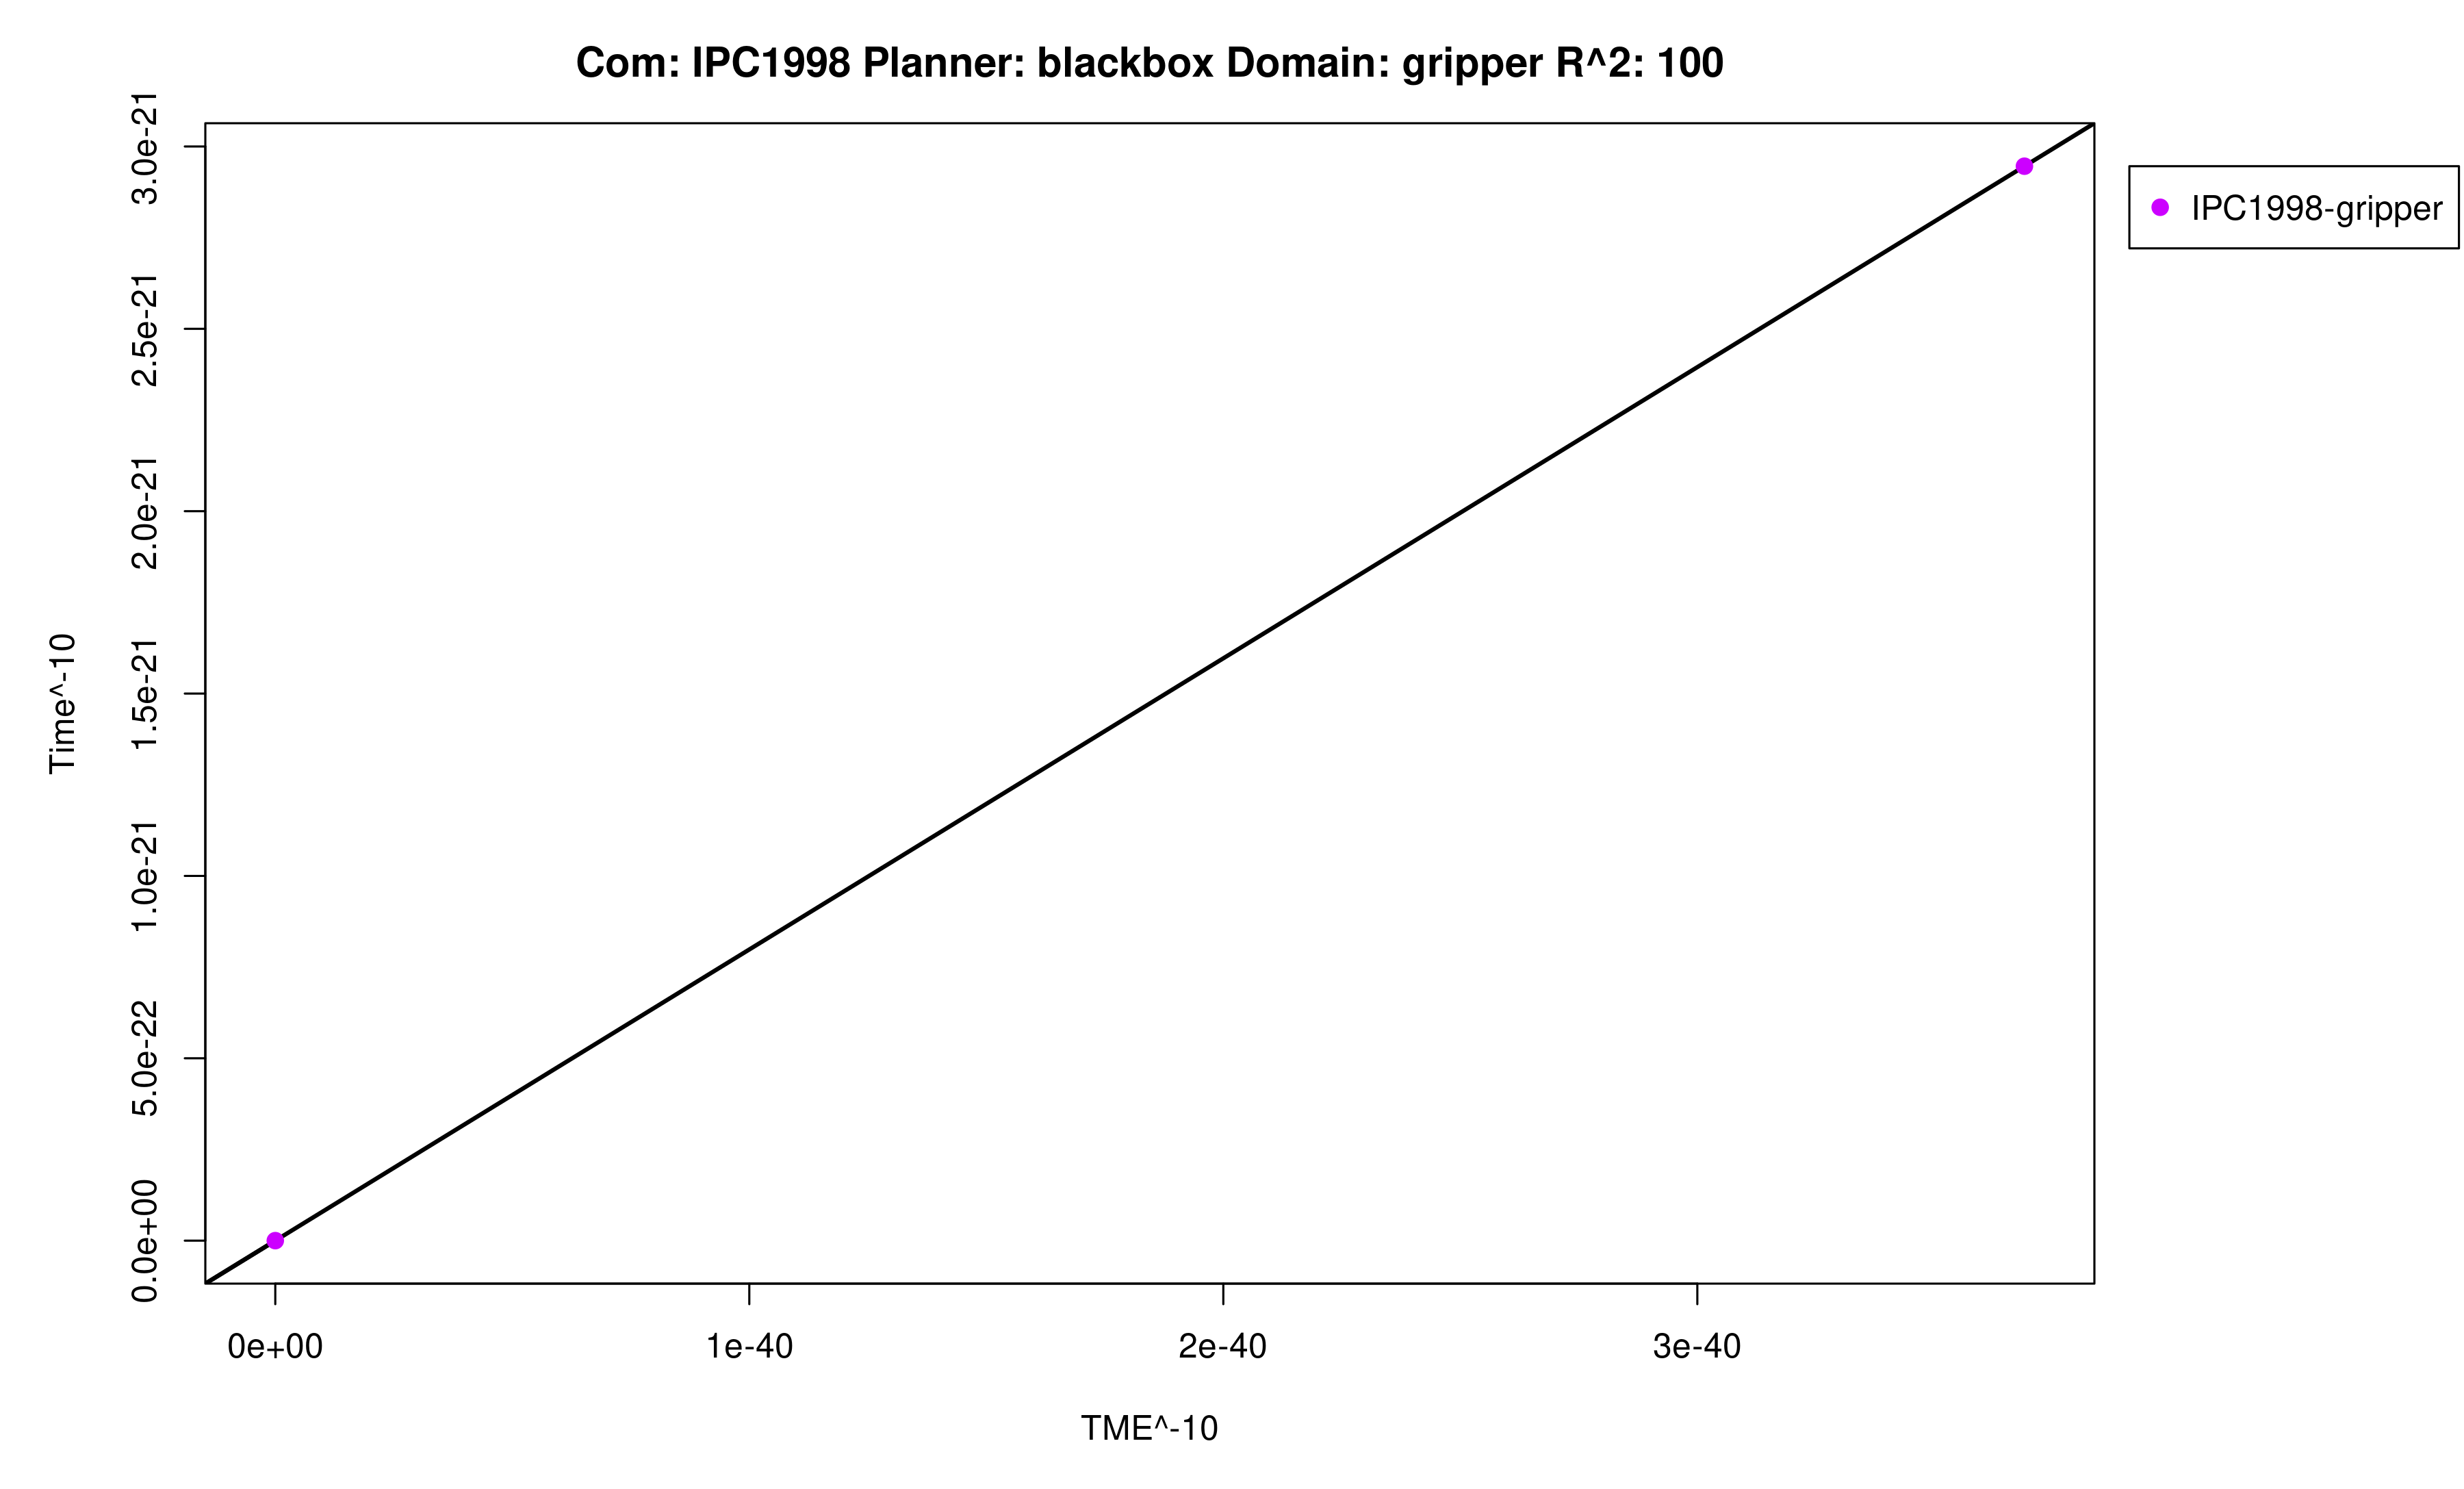 Com: IPC1998 Planner: blackbox Domain: gripper R^2: 100
IPC1998-gripper
Time^-10
3.0e-21
2.5e-21
2.0e-21
1.5e-21
1.0e-21
5.0e-22
0.0e+00
0e+00 1e-40 2e-40 3e-40
TME^-10